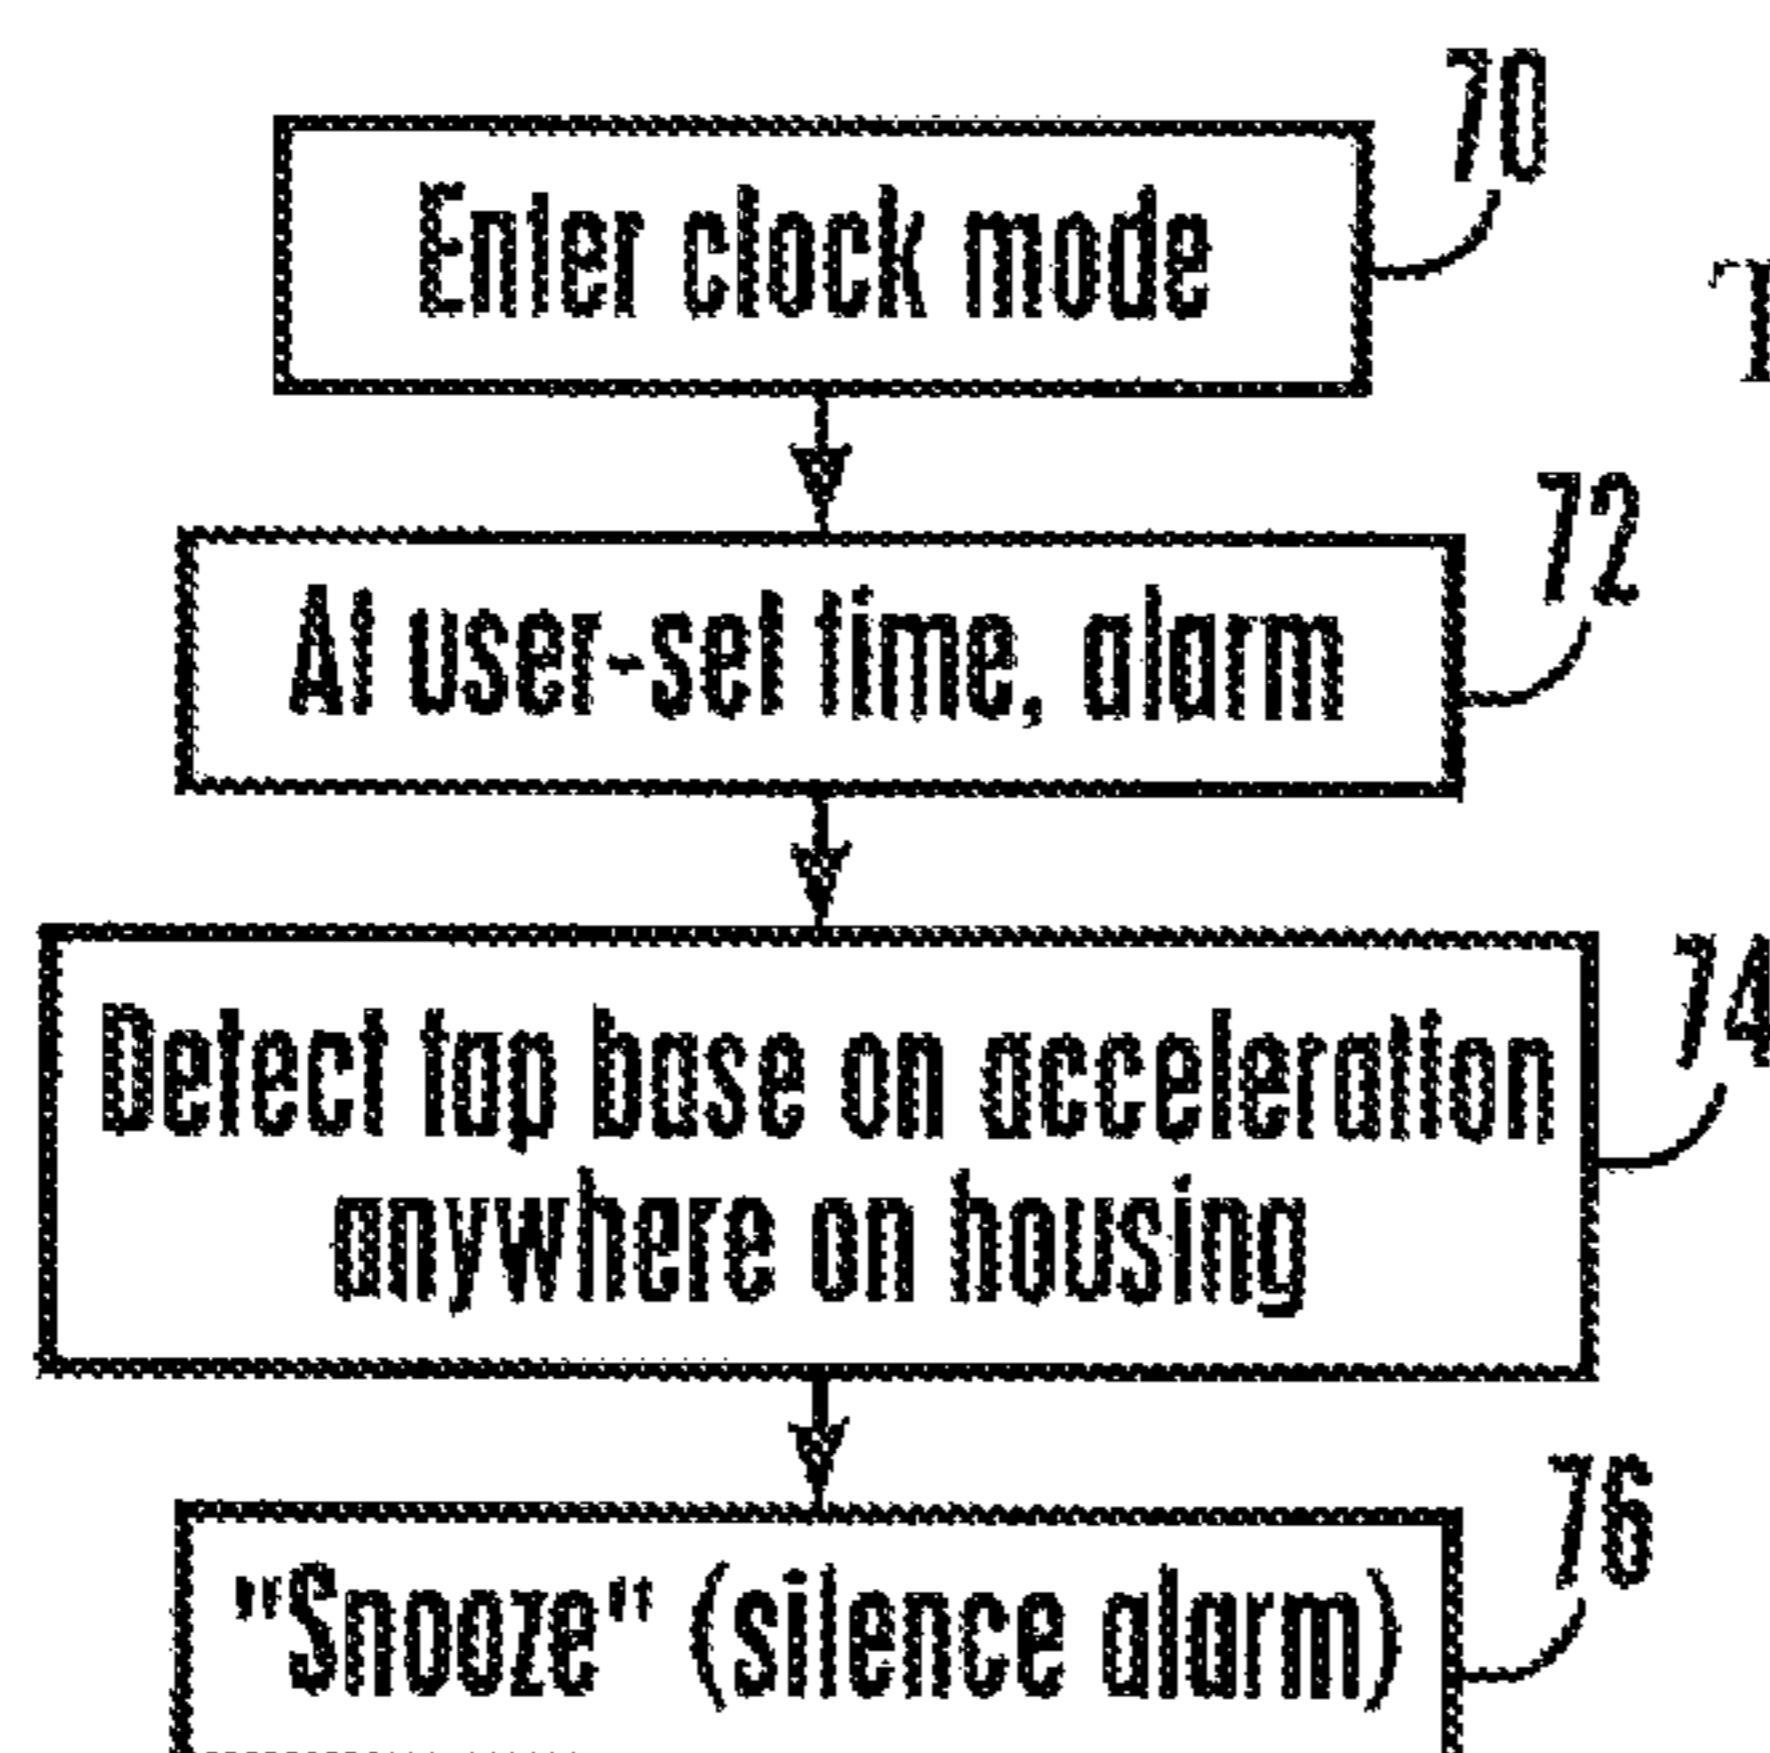 70
Enter clock mode
72
At user-set time, alarm
74
Detect tap base on acceleration
anywhere on housing
76
"Snooze" (silence alarm)